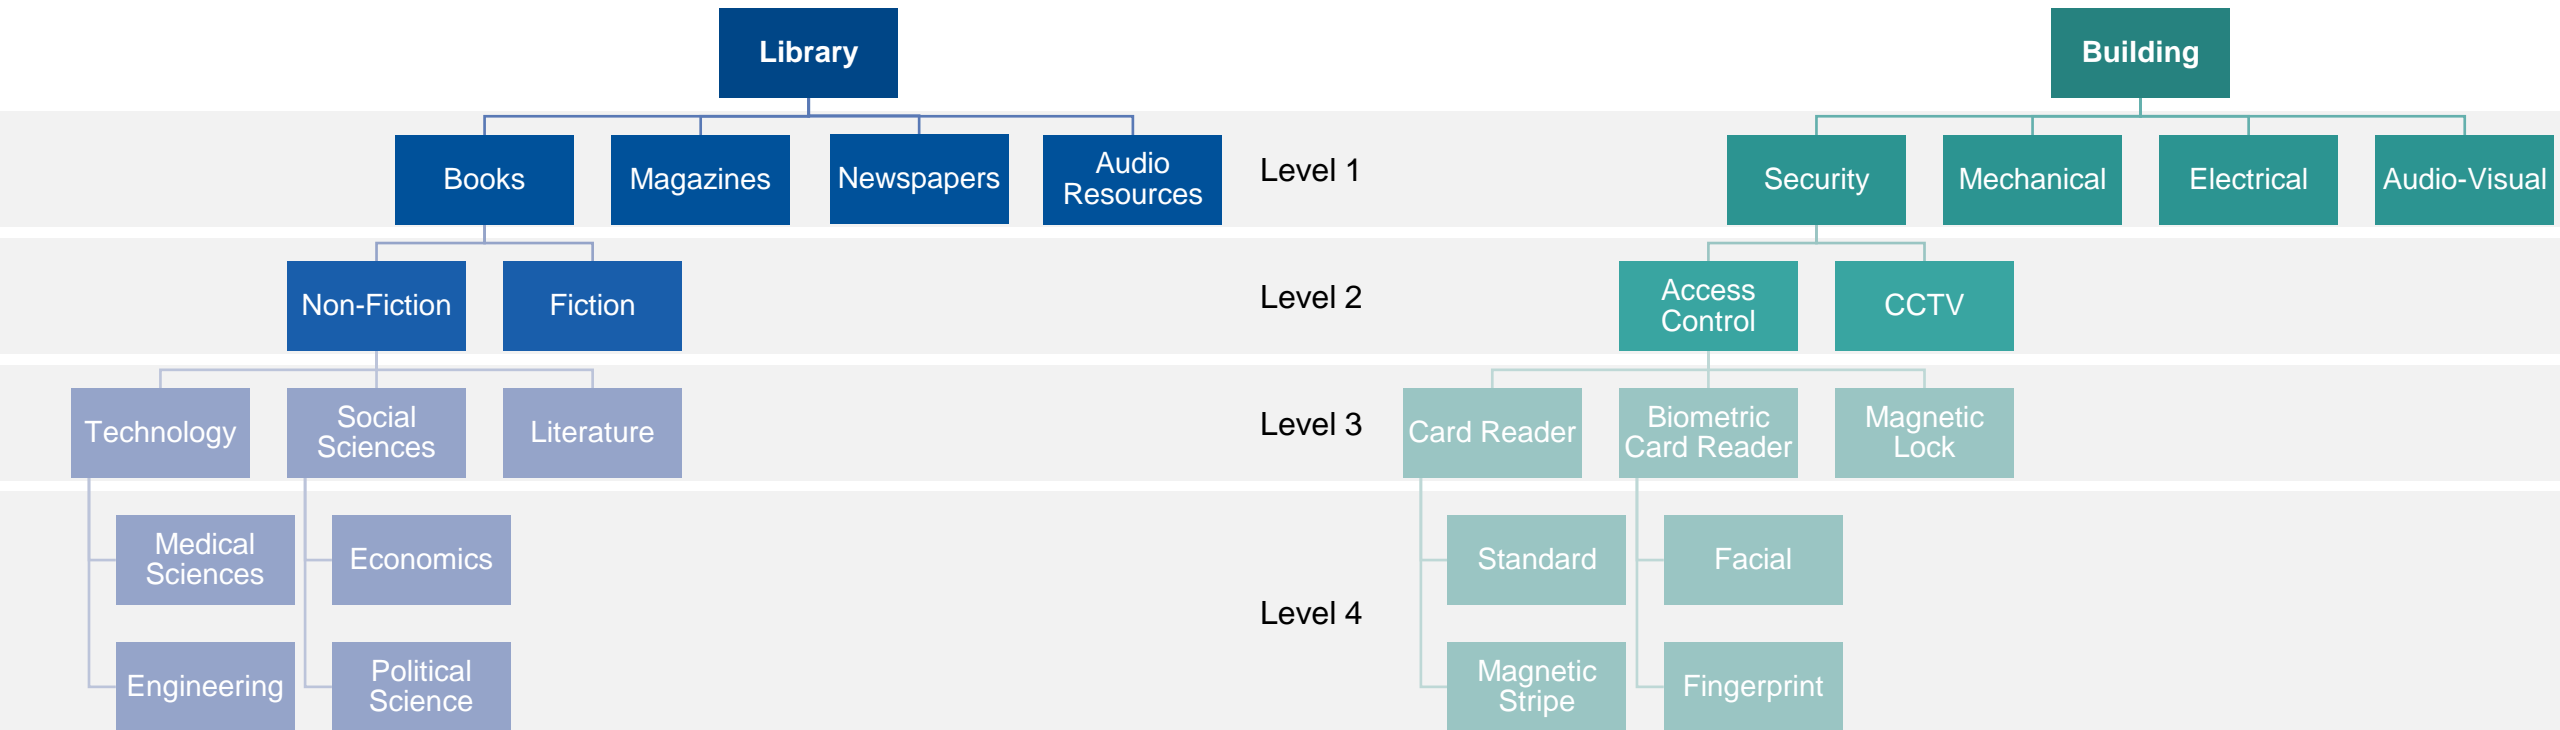 Library
Building
Books
Magazines
Newspapers
Audio
Resources
Level 1
Security
Mechanical
Electrical
Audio-Visual
Non-Fiction
Fiction
Level 2
Access
Control
CCTV
Technology
Social
Sciences
Literature
Level 3
Card Reader
Biometric
Card Reader
Magnetic
Lock
Medical
Sciences
Economics
Level 4
Standard
Facial
Engineering
Political
Science
Magnetic
Stripe
Fingerprint